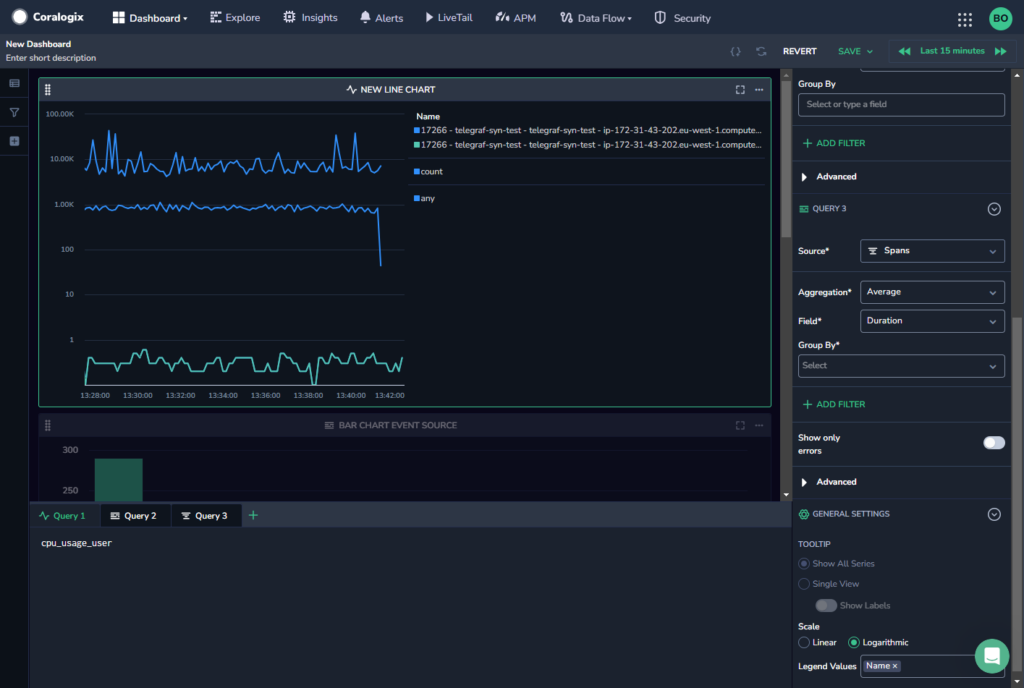 Coralogix Dashboard Explore Insights Alerts LiveTail APM Data Flow Security BO
New Dashboard
Enter short description
REVERT SAVE Last 15 minutes
NEW LINE CHART
100.00K
10.00K
1.00K
100
10
1
13:28:00 13:30:00 13:32:00 13:34:00 13:36:00 13:38:00 13:40:00 13:42:00
Name
17266 - telegraf-syn-test - telegraf-syn-test - ip-172-31-43-202.eu-west-1.compute...
17266 - telegraf-syn-test - telegraf-syn-test - ip-172-31-43-202.eu-west-1.compute...
count
any
BAR CHART EVENT SOURCE
300
250
Query 1 Query 2 Query 3 +
cpu_usage_user
Group By
Select or type a field
+ ADD FILTER
Advanced
QUERY 3
Source* Spans
Aggregation* Average
Field* Duration
Group By*
Select
+ ADD FILTER
Show only
errors
Advanced
GENERAL SETTINGS
TOOLTIP
Show All Series
Single View
Show Labels
Scale
Linear Logarithmic
Legend Values Name ×